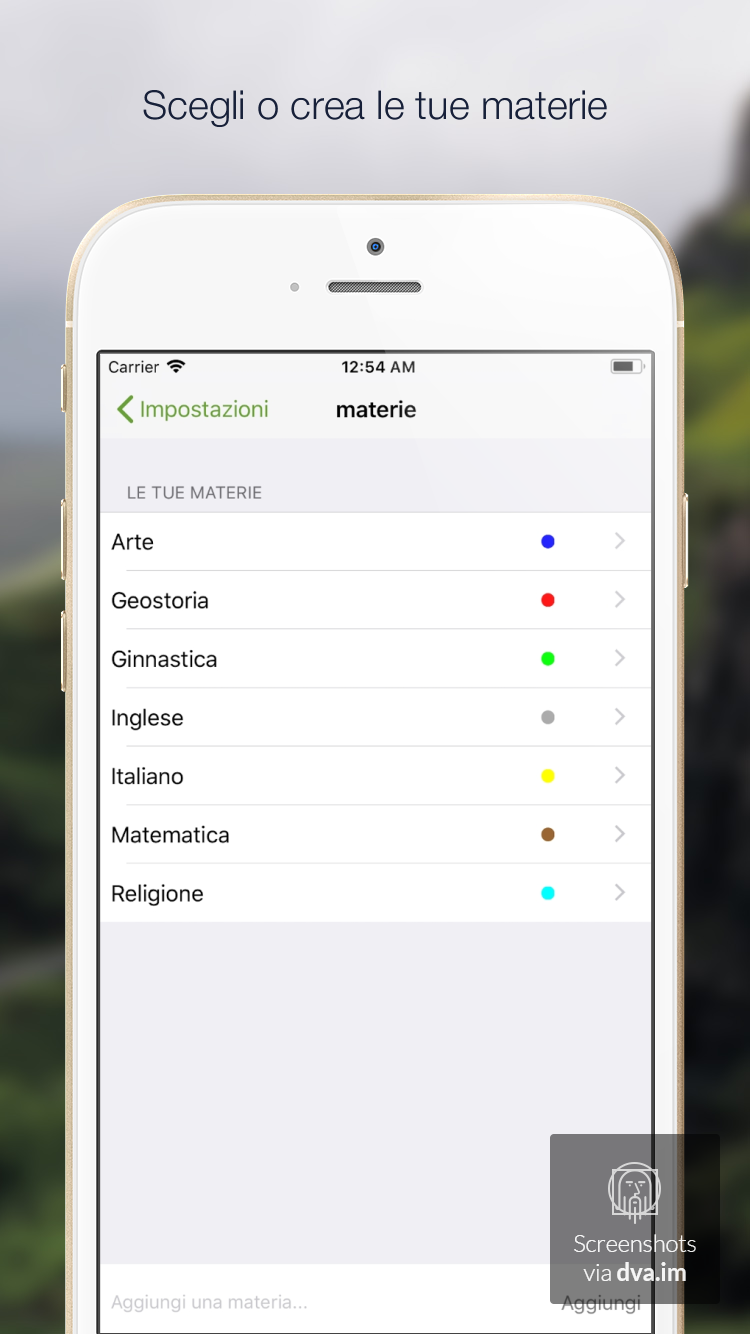 Scegli o crea le tue materie
Carrier 12:54 AM
Impostazioni materie
LE TUE MATERIE
Arte
Geostoria
Ginnastica
Inglese
Italiano
Matematica
Religione
Screenshots
via dva.im
Aggiungi una materia... Aggiungi